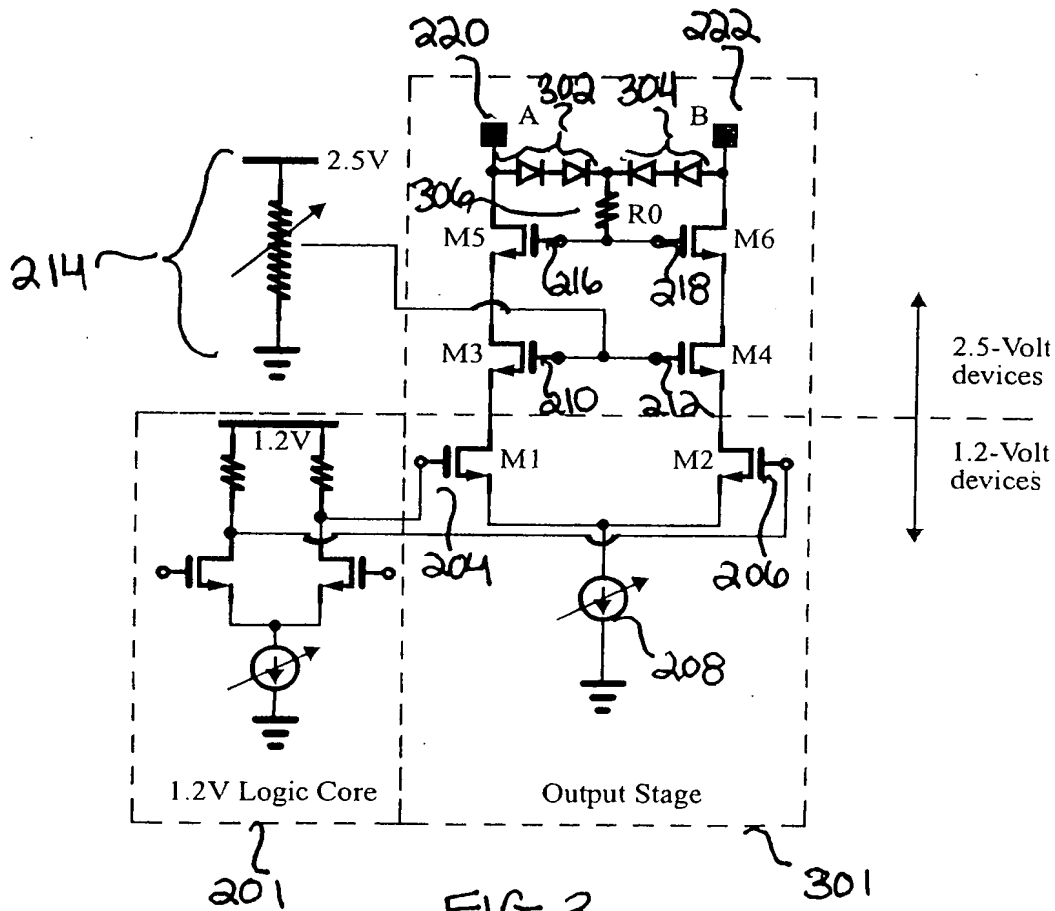 220
222
302
304
A
B
2.5V
306
R0
M5
M6
214
216
218
M3
M4
2.5-Volt
devices
210
212
1.2V
M1
M2
1.2-Volt
devices
204
206
208
1.2V Logic Core
Output Stage
201
301